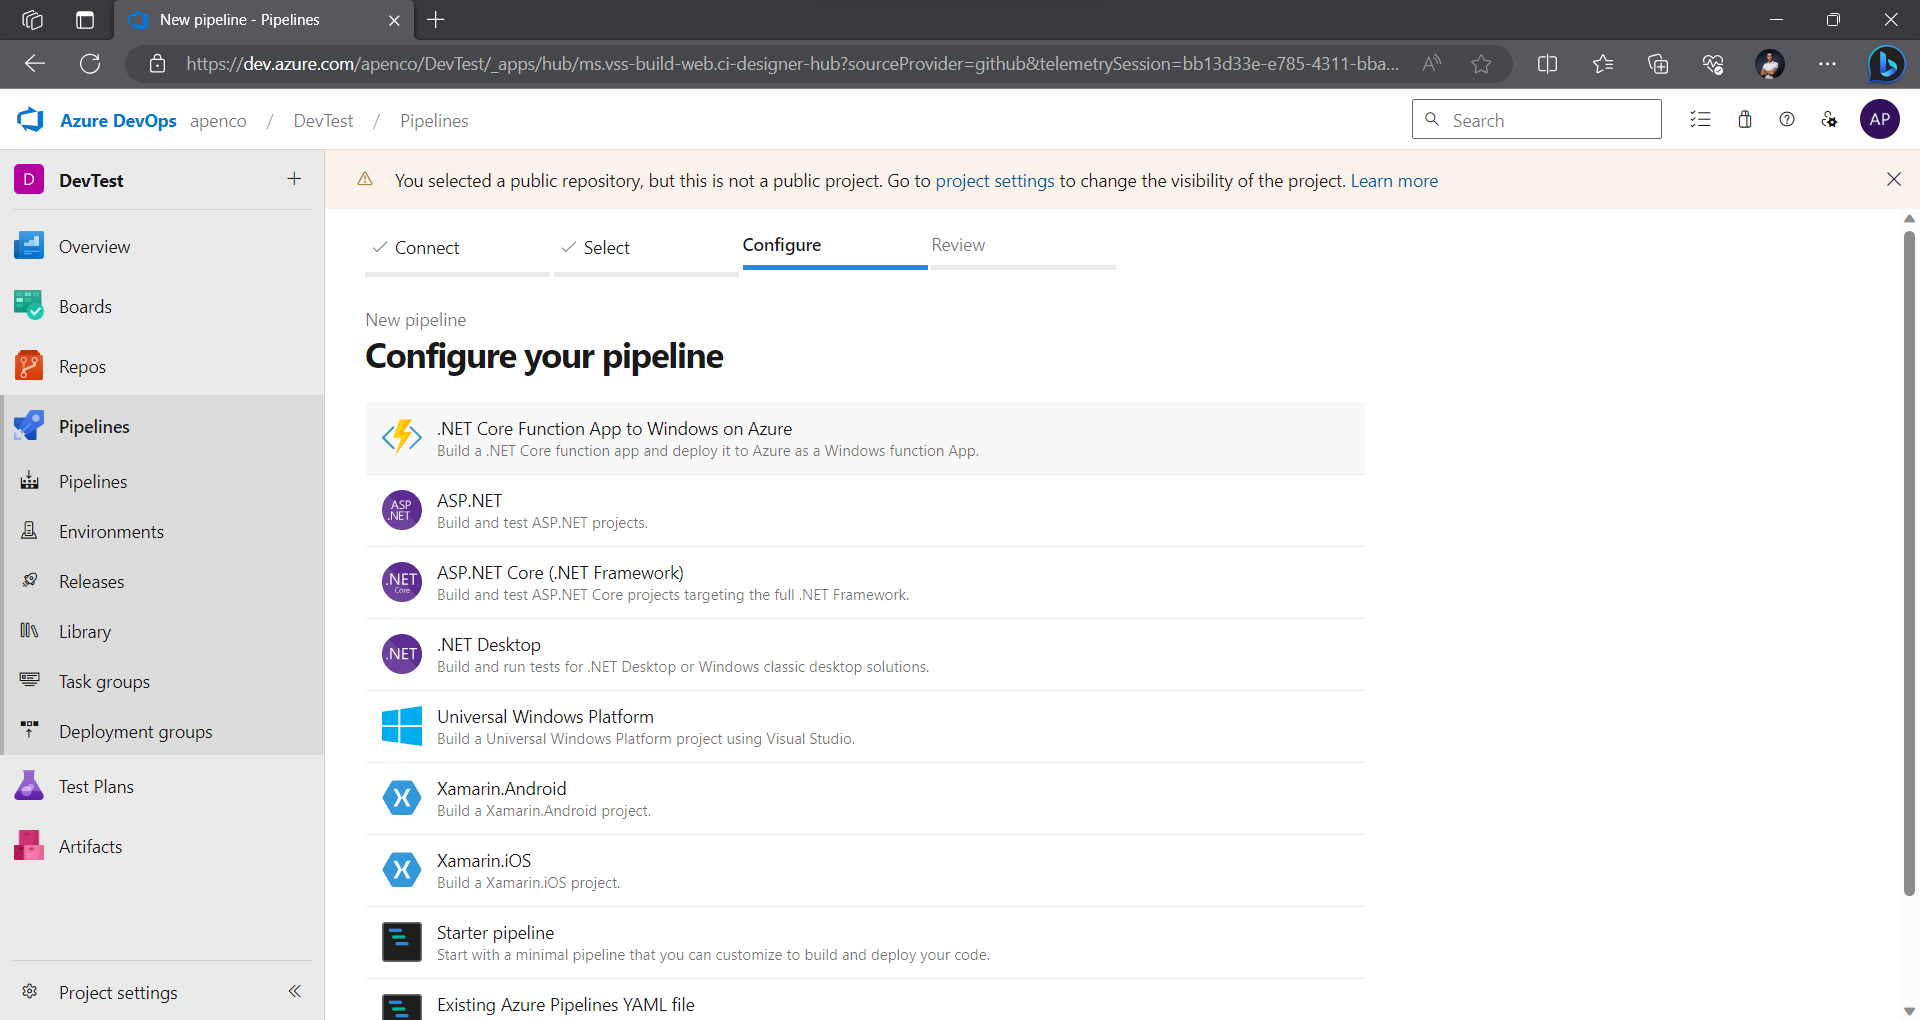 New pipeline - Pipelines
https://dev.azure.com/apenco/DevTest/_apps/hub/ms.vss-build-web.ci-designer-hub?sourceProvider=github&telemetrySession=bb13d33e-e785-4311-bba...
Azure DevOps apenco / DevTest / Pipelines
Search
AP
D DevTest
You selected a public repository, but this is not a public project. Go to project settings to change the visibility of the project. Learn more
Overview
Boards
Repos
Pipelines
Pipelines
Environments
Releases
Library
Task groups
Deployment groups
Test Plans
Artifacts
Project settings
Connect
Select
Configure
Review
New pipeline
Configure your pipeline
.NET Core Function App to Windows on Azure
Build a .NET Core function app and deploy it to Azure as a Windows function App.
ASP
.NET
ASP.NET
Build and test ASP.NET projects.
.NET
Core
ASP.NET Core (.NET Framework)
Build and test ASP.NET Core projects targeting the full .NET Framework.
.NET
.NET Desktop
Build and run tests for .NET Desktop or Windows classic desktop solutions.
Universal Windows Platform
Build a Universal Windows Platform project using Visual Studio.
Xamarin.Android
Build a Xamarin.Android project.
Xamarin.iOS
Build a Xamarin.iOS project.
Starter pipeline
Start with a minimal pipeline that you can customize to build and deploy your code.
Existing Azure Pipelines YAML file